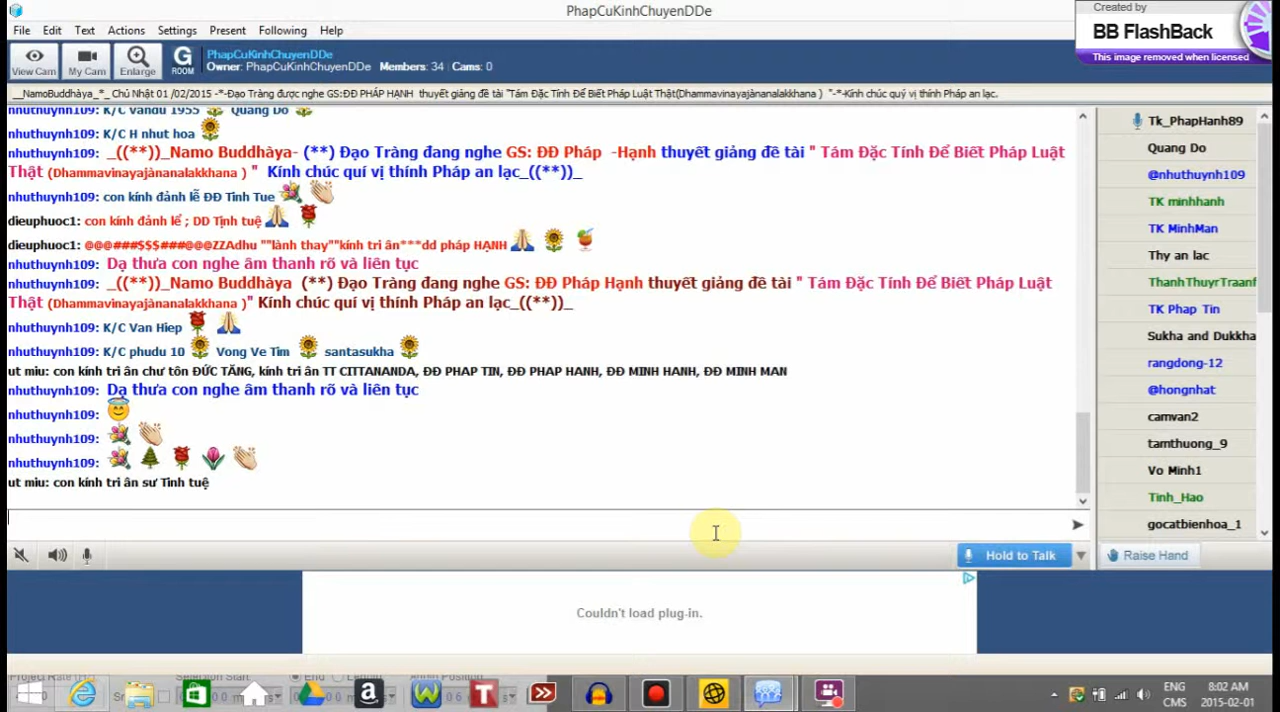 PhapCuKinhChuyenDDe
Created by
BB FlashBack
This image removed when licensed
File Edit Text Actions Settings Present Following Help
View Cam My Cam Enlarge G ROOM
PhapCuKinhChuyenDDe
Owner: PhapCuKinhChuyenDDe Members: 34 Cams: 0
__NamoBuddhàya_*_ Chủ Nhật 01 /02/2015 -*-Đạo Tràng được nghe GS:ĐĐ PHÁP HẠNH thuyết giảng đề tài "Tám Đặc Tính Để Biết Pháp Luật Thật(Dhammavinayajànanalakkhana ) "-*-Kính chúc quý vị thính Pháp an lạc.
nhuthuynh109: K/C Vandu 1955 Quang Do
nhuthuynh109: K/C H nhut hoa
nhuthuynh109: _((**))_Namo Buddhàya- (**) Đạo Tràng đang nghe GS: ĐĐ Pháp -Hạnh thuyết giảng đề tài " Tám Đặc Tính Để Biết Pháp Luật
Thật (Dhammavinayajànanalakkhana ) " Kính chúc quí vị thính Pháp an lạc_((**))_
nhuthuynh109: con kính đảnh lễ ĐĐ Tinh Tue
dieuphuoc1: con kính đảnh lể ; DD Tịnh tuệ
dieuphuoc1: @@@###$$$###@@@ZZAdhu ""lành thay""kính tri ân***dd pháp HẠNH
nhuthuynh109: Dạ thưa con nghe âm thanh rõ và liên tục
nhuthuynh109: _((**))_Namo Buddhàya (**) Đạo Tràng đang nghe GS: ĐĐ Pháp Hạnh thuyết giảng đề tài " Tám Đặc Tính Để Biết Pháp Luật
Thật (Dhammavinayajànanalakkhana )" Kính chúc quí vị thính Pháp an lạc_((**))_
nhuthuynh109: K/C Van Hiep
nhuthuynh109: K/C phudu 10 Vong Ve Tim santasukha
ut miu: con kính tri ân chư tôn ĐỨC TĂNG, kính tri ân TT CITTANANDA, ĐĐ PHAP TIN, ĐĐ PHAP HANH, ĐĐ MINH HANH, ĐĐ MINH MAN
nhuthuynh109: Dạ thưa con nghe âm thanh rõ và liên tục
nhuthuynh109:
nhuthuynh109:
nhuthuynh109:
ut miu: con kính tri ân sư Tinh tuệ
Tk_PhapHanh89
Quang Do
@nhuthuynh109
TK minhhanh
TK MinhMan
Thy an lac
ThanhThuyrTraanf
TK Phap Tin
Sukha and Dukkha
rangdong-12
@hongnhat
camvan2
tamthuong_9
Vo Minh1
Tinh_Hao
gocatbienhoa_1
Hold to Talk
Raise Hand
Couldn't load plug-in.
ENG
CMS
8:02 AM
2015-02-01